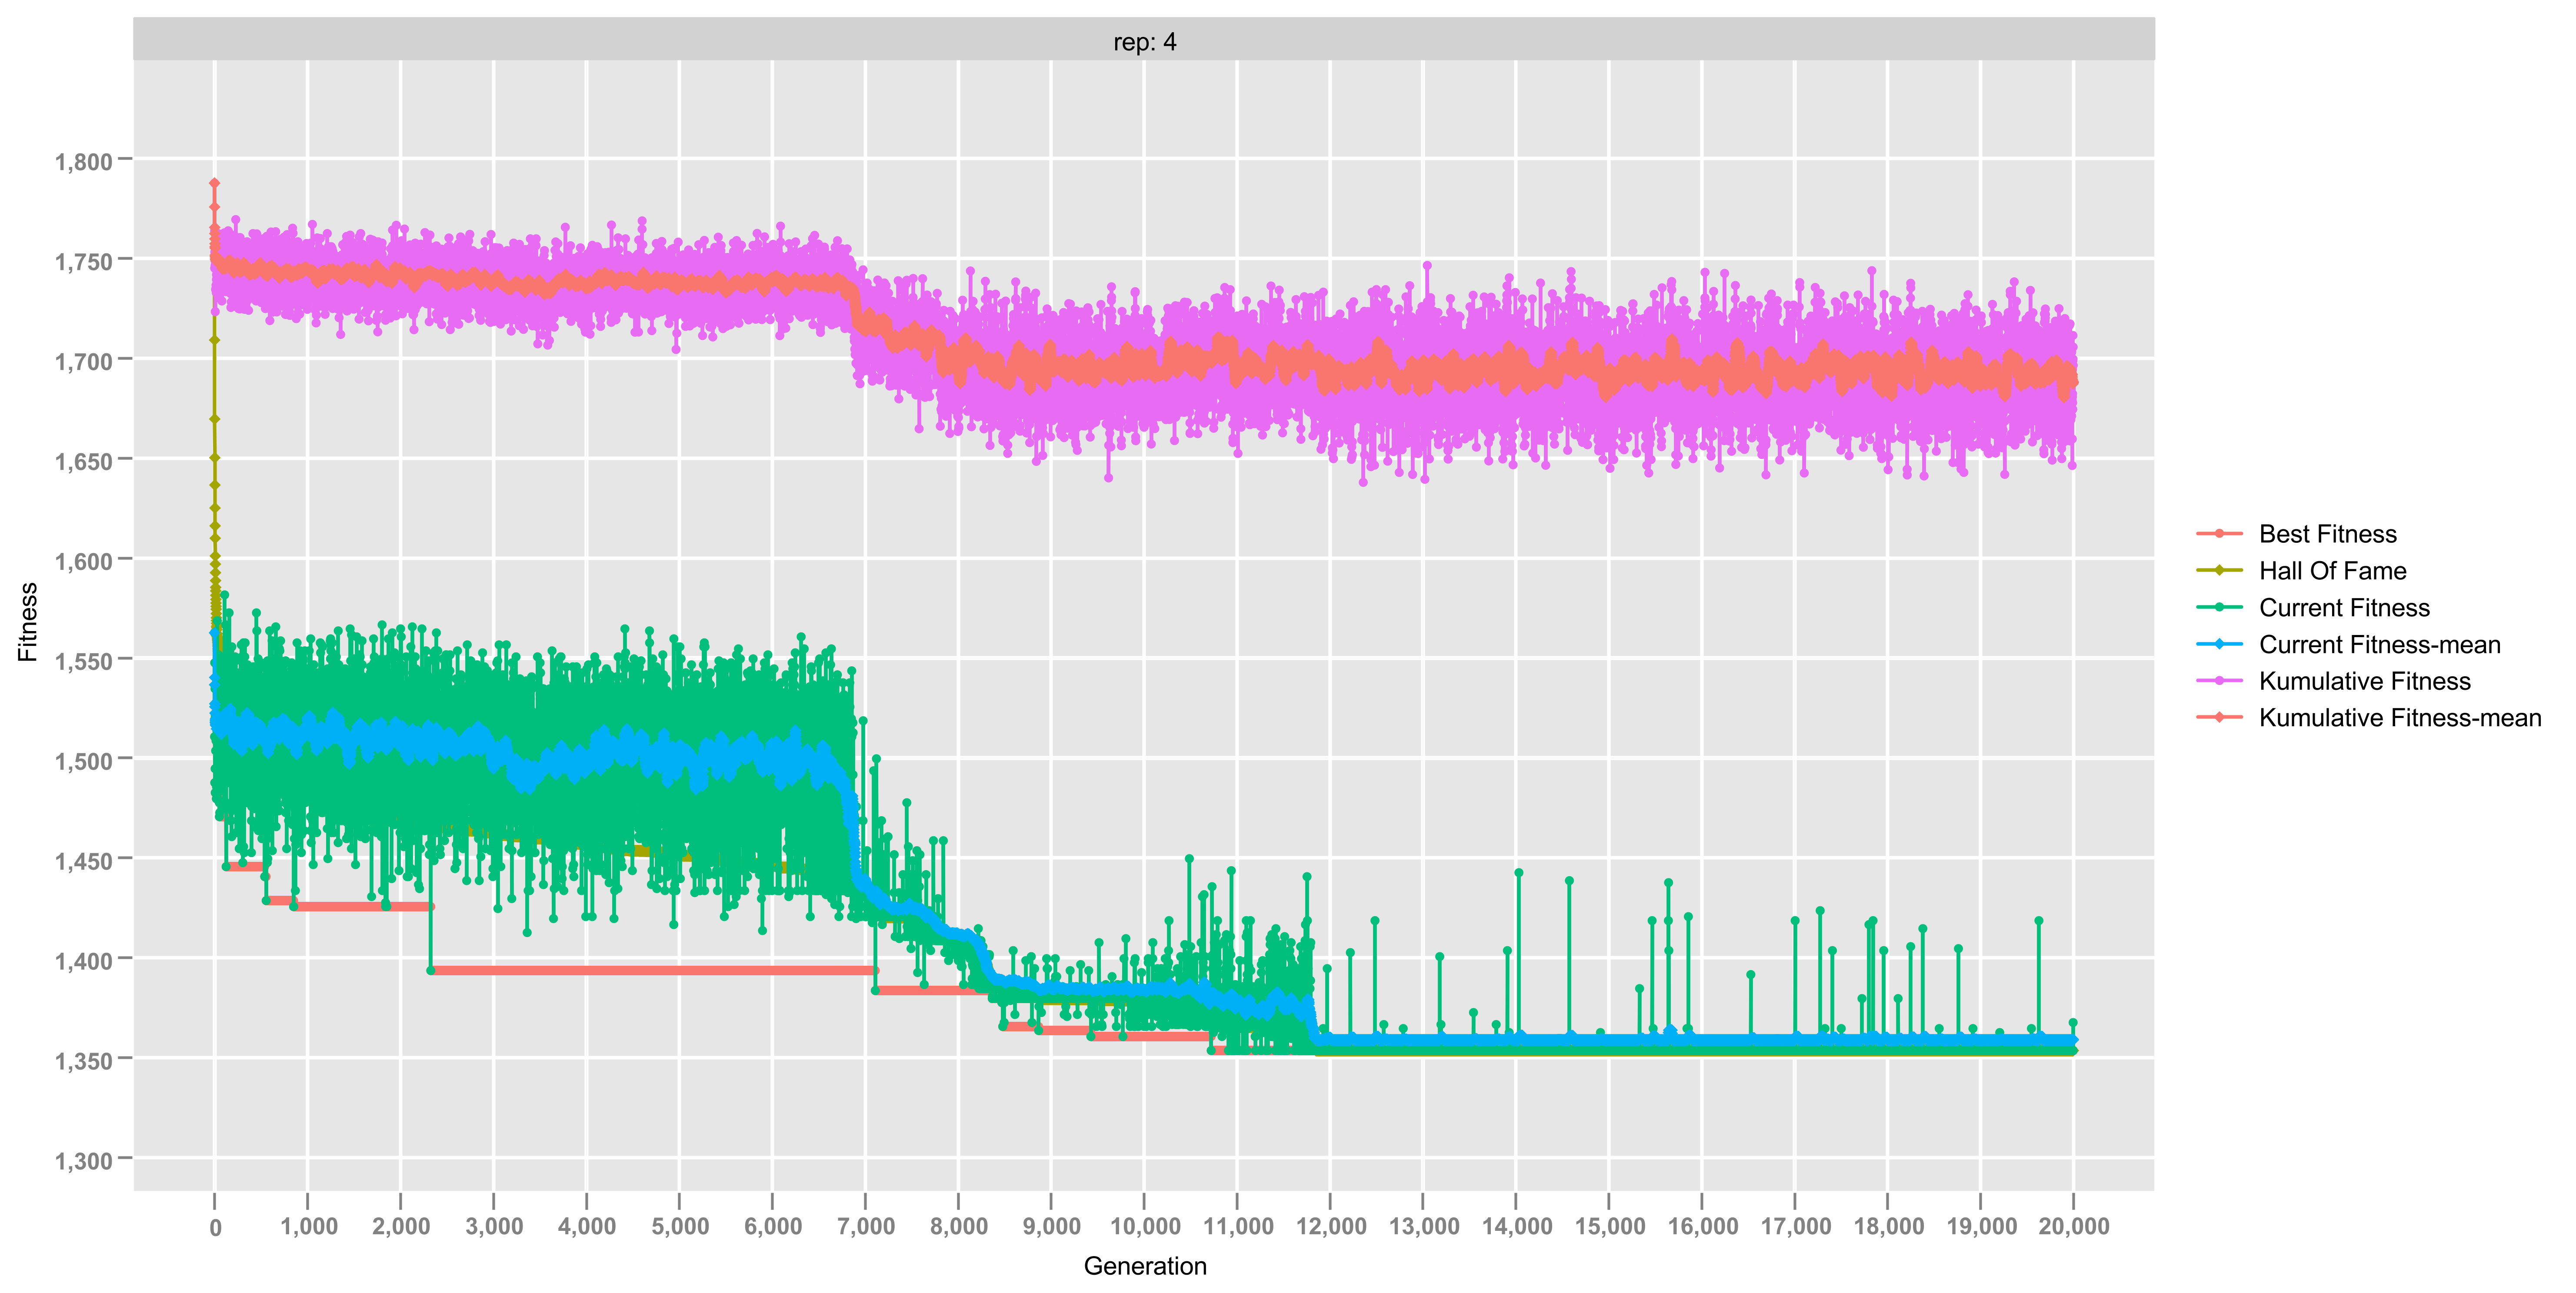 rep: 4
1,800
1,750
1,700
1,650
1,600
1,550
1,500
1,450
1,400
1,350
1,300
Fitness
0 1,000 2,000 3,000 4,000 5,000 6,000 7,000 8,000 9,000 10,000 11,000 12,000 13,000 14,000 15,000 16,000 17,000 18,000 19,000 20,000
Generation
Best Fitness
Hall Of Fame
Current Fitness
Current Fitness-mean
Kumulative Fitness
Kumulative Fitness-mean